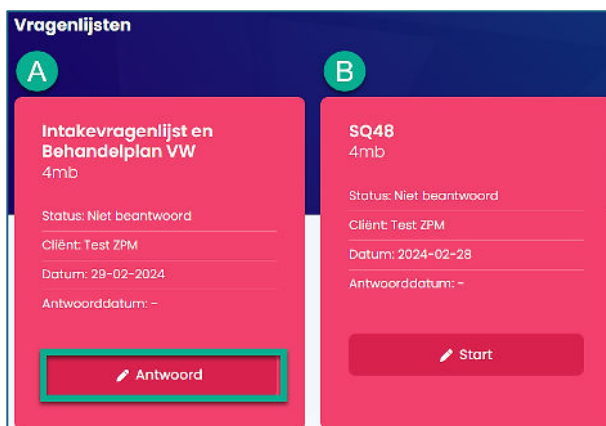 Vragenlijsten
A
Intakevragenlijst en
Behandelplan VW
4mb
Status: Niet beantwoord
Cliënt: Test ZPM
Datum: 29-02-2024
Antwoorddatum: -
Antwoord
B
SQ48
4mb
Status: Niet beantwoord
Cliënt: Test ZPM
Datum: 2024-02-28
Antwoorddatum: -
Start